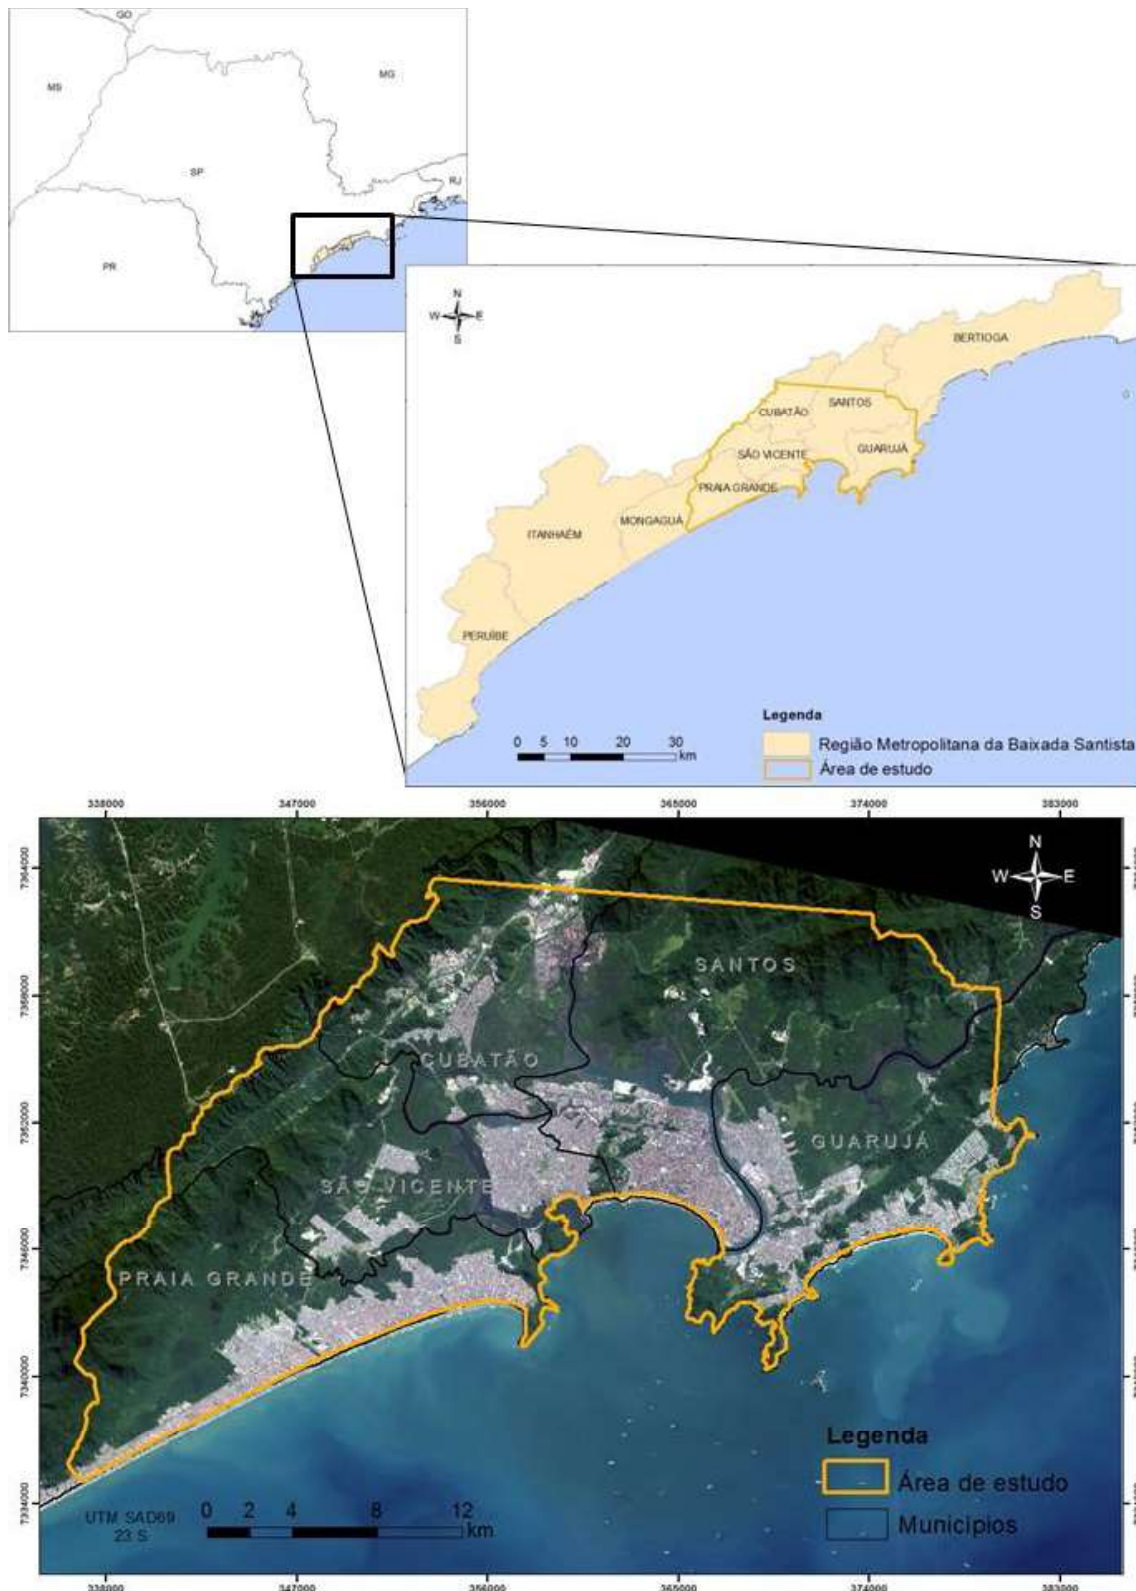 GO
MS
MG
SP
RJ
PR
N
W E
S
BERTIOGA
SANTOS
CUBATÃO
GUARUJÁ
SÃO VICENTE
PRAIA GRANDE
MONGAGUÁ
ITANHAÉM
PERUÍBE
Legenda
Região Metropolitana da Baixada Santista
Área de estudo
0 5 10 20 30
km
338000 347000 356000 365000 374000 383000
7364000
N
W E
S
SANTOS
7358000
CUBATÃO
7352000
GUARUJÁ
SÃO VICENTE
7346000
PRAIA GRANDE
7340000
Legenda
Área de estudo
7334000
UTM SAD69
23 S
0 2 4 8 12
km
Municípios
338000 347000 356000 365000 374000 383000